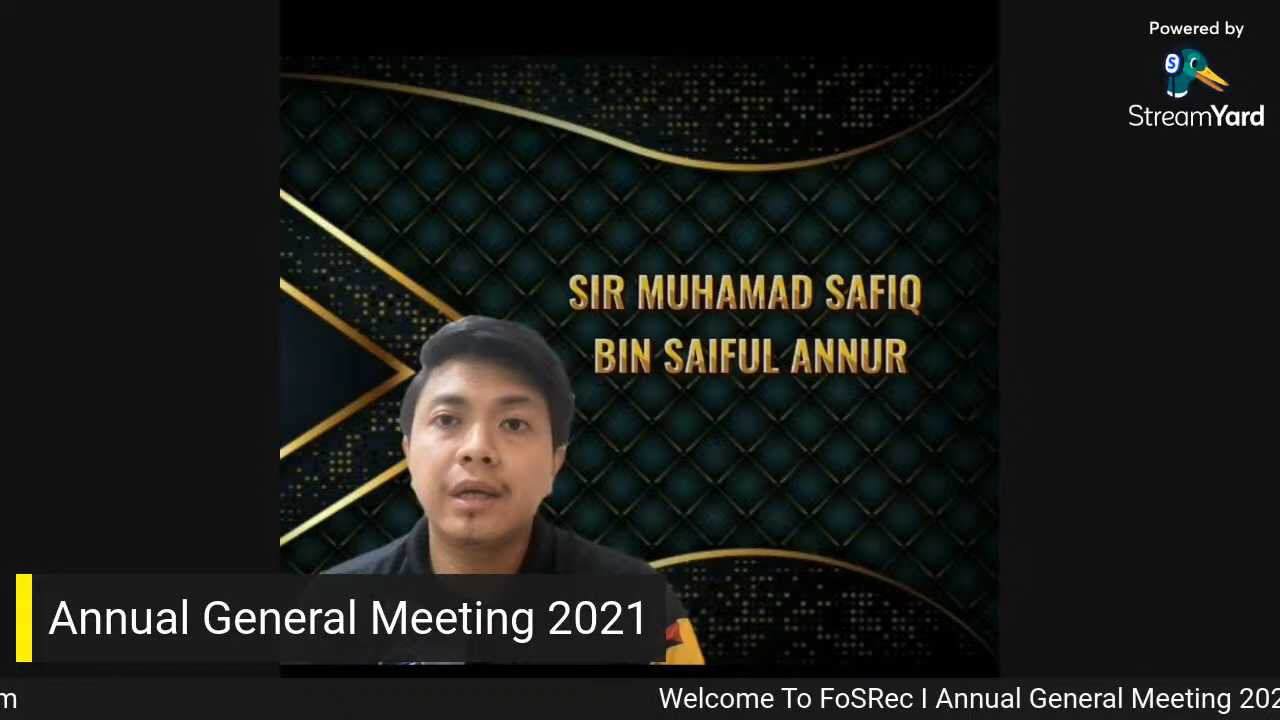 Powered by
S
StreamYard
SIR MUHAMAD SAFIQ
BIN SAIFUL ANNUR
Annual General Meeting 2021
m
Welcome To FoSRec I Annual General Meeting 202